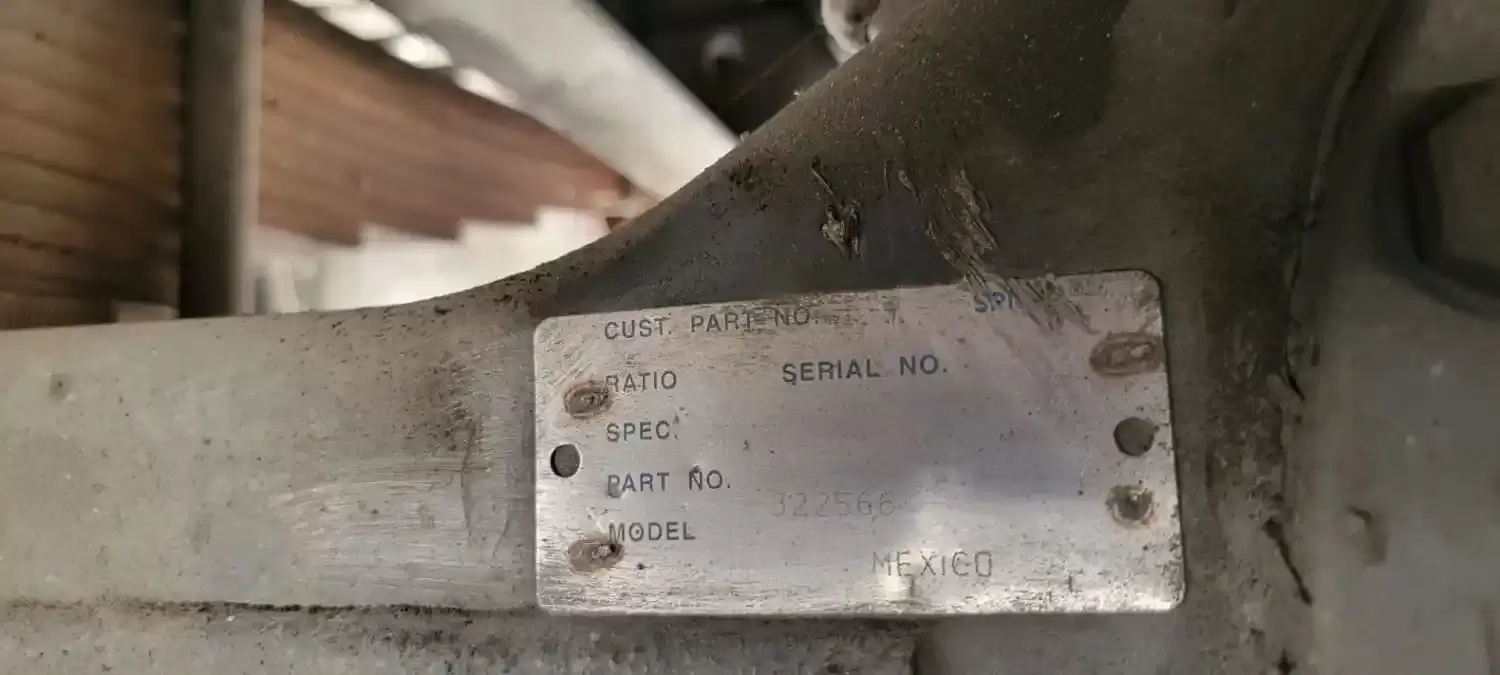 CUST. PART NO.
RATIO SERIAL NO.
SPEC.
PART NO. 322566
MODEL
MEXICO